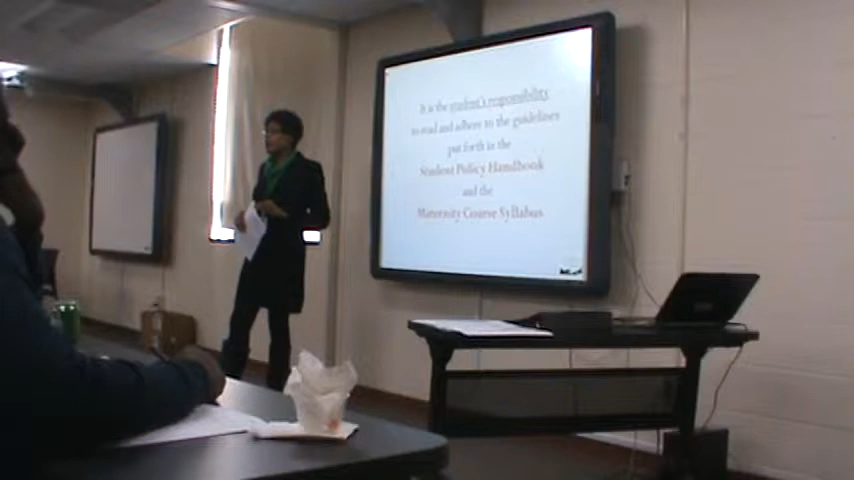 It is the student's responsibility
to read and adhere to the guidelines
put forth in the
Student Policy Handbook
and the
Maternity Course Syllabus